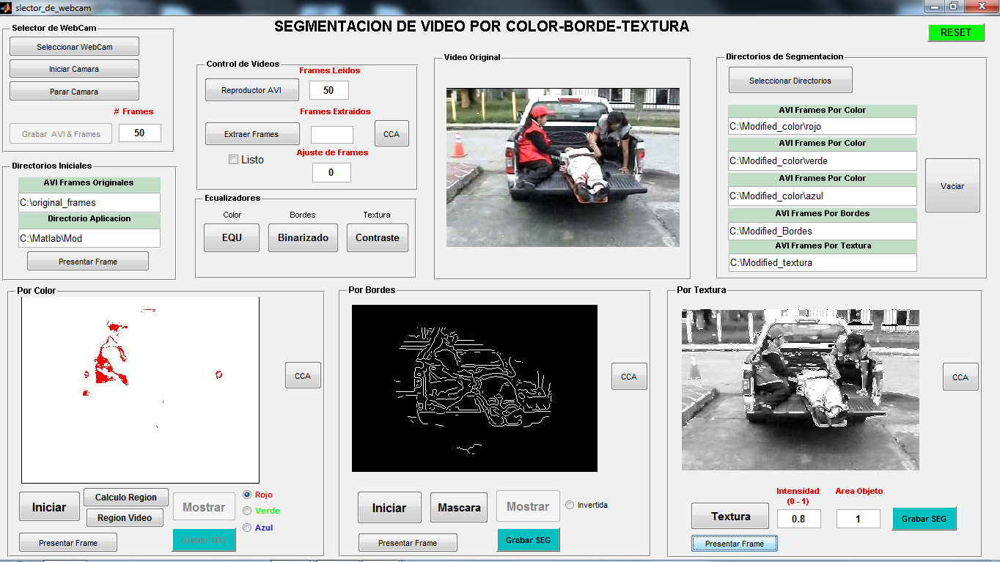 slector_de_webcam
SEGMENTACION DE VIDEO POR COLOR-BORDE-TEXTURA
RESET
Selector de WebCam
Seleccionar WebCam
Iniciar Camara
Parar Camara
# Frames
Grabar AVI & Frames
50
Directorios Iniciales
AVI Frames Originales
C:\original_frames
Directorio Aplicacion
C:\Matlab\Mod
Presentar Frame
Control de Videos
Frames Leidos
Reproductor AVI
50
Frames Extraidos
Extraer Frames
CCA
Listo
Ajuste de Frames
0
Ecualizadores
Color
Bordes
Textura
EQU
Binarizado
Contraste
Video Original
Directorios de Segmentacion
Seleccionar Directorios
AVI Frames Por Color
C:\Modified_color\rojo
AVI Frames Por Color
C:\Modified_color\verde
AVI Frames Por Color
C:\Modified_color\azul
AVI Frames Por Bordes
C:\Modified_Bordes
AVI Frames Por Textura
C:\Modified_textura
Vaciar
Por Color
CCA
Iniciar
Calculo Region
Region Video
Mostrar
Rojo
Verde
Azul
Presentar Frame
Grabar SEG
Por Bordes
CCA
Iniciar
Mascara
Mostrar
Invertida
Presentar Frame
Grabar SEG
Por Textura
CCA
Intensidad
(0 - 1)
Area Objeto
Textura
0.8
1
Grabar SEG
Presentar Frame